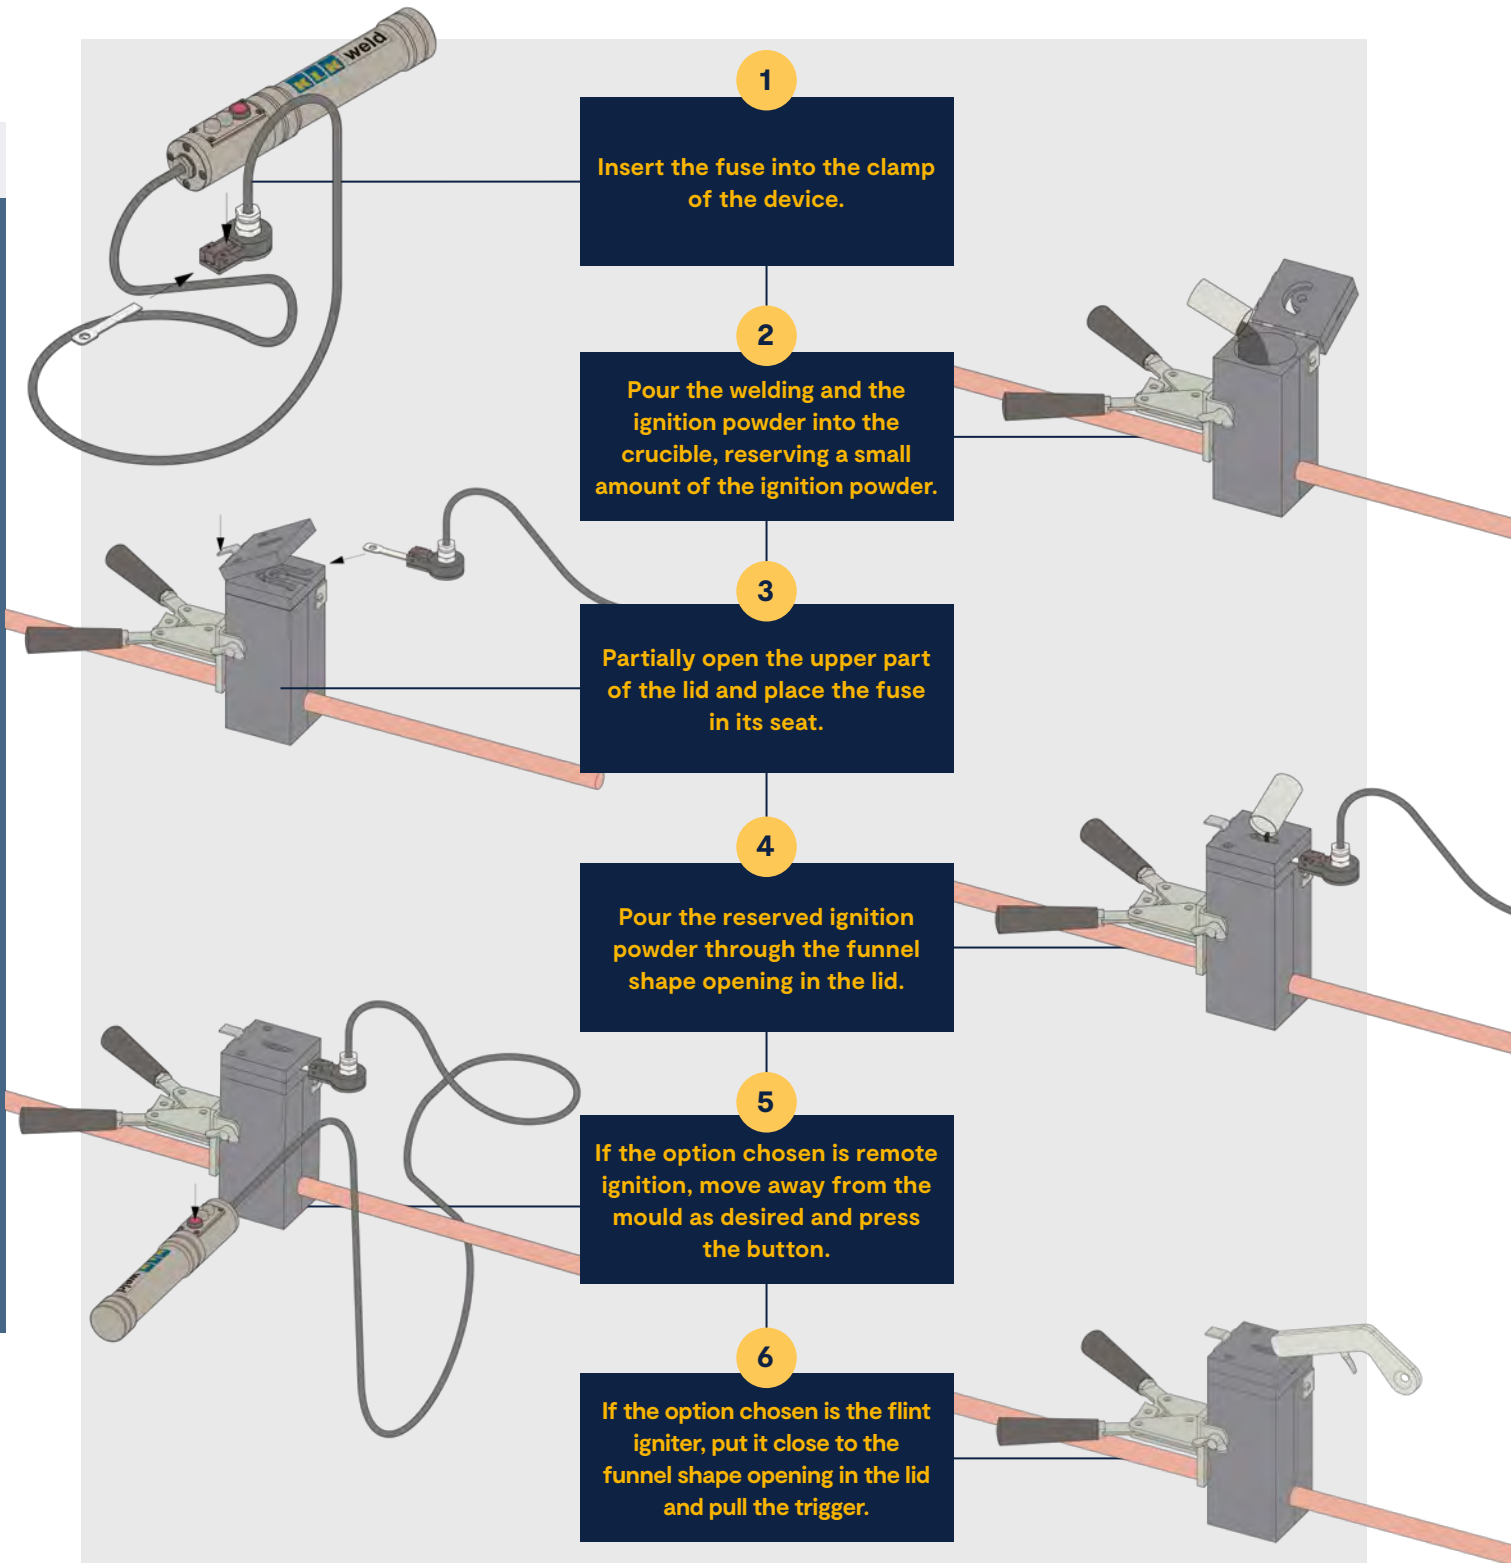 KLK weld
1
Insert the fuse into the clamp
of the device.
2
Pour the welding and the
ignition powder into the
crucible, reserving a small
amount of the ignition powder.
3
Partially open the upper part
of the lid and place the fuse
in its seat.
4
Pour the reserved ignition
powder through the funnel
shape opening in the lid.
5
If the option chosen is remote
ignition, move away from the
mould as desired and press
the button.
KLK weld
6
If the option chosen is the flint
igniter, put it close to the
funnel shape opening in the lid
and pull the trigger.